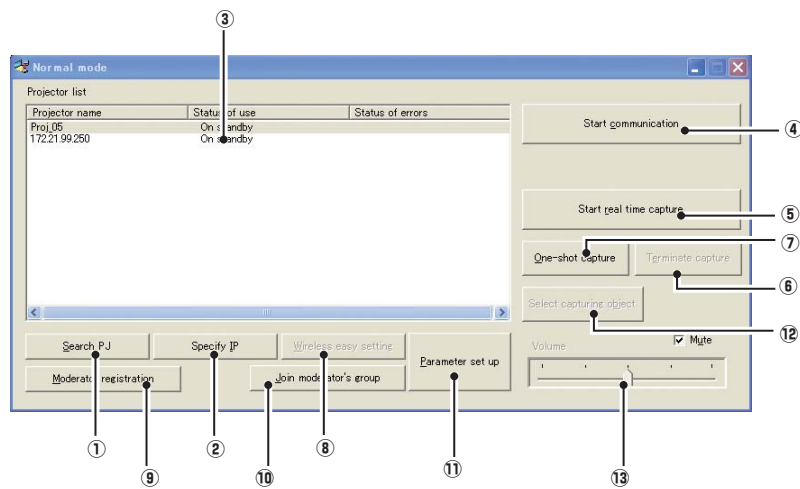 ③
Normal mode
Projector list
Projector name Status of use Status of errors
Proj_05 On standby
172.21.99.250 On standby
Start communication
④
Start real time capture
⑤
⑦
One-shot capture Terminate capture
⑥
Select capturing object
⑫
Search PJ Specify IP Wireless easy setting
Parameter set up
Volume Mute
Moderator registration Join moderator's group
① ② ⑧ ⑪ ⑬
⑨ ⑩